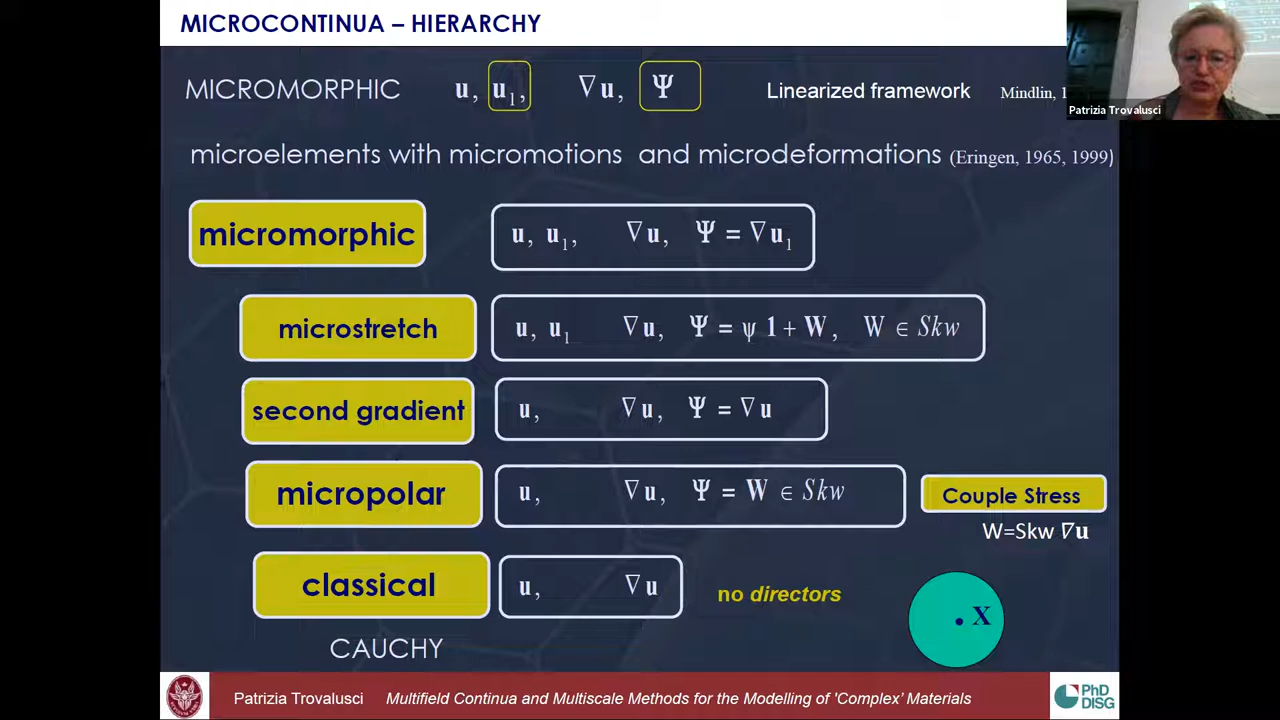 MICROCONTINUA – HIERARCHY
MICROMORPHIC u, u₁, ∇u, Ψ Linearized framework Mindlin, 1
Patrizia Trovalusci
microelements with micromotions and microdeformations (Eringen, 1965, 1999)
micromorphic u, u₁, ∇u, Ψ = ∇u₁
microstretch u, u₁ ∇u, Ψ = ψ 1 + W, W ∈ Skw
second gradient u, ∇u, Ψ = ∇u
micropolar u, ∇u, Ψ = W ∈ Skw Couple Stress
W=Skw ∇u
classical u, ∇u no directors
X
CAUCHY
Patrizia Trovalusci Multifield Continua and Multiscale Methods for the Modelling of 'Complex' Materials
PhD
DISG